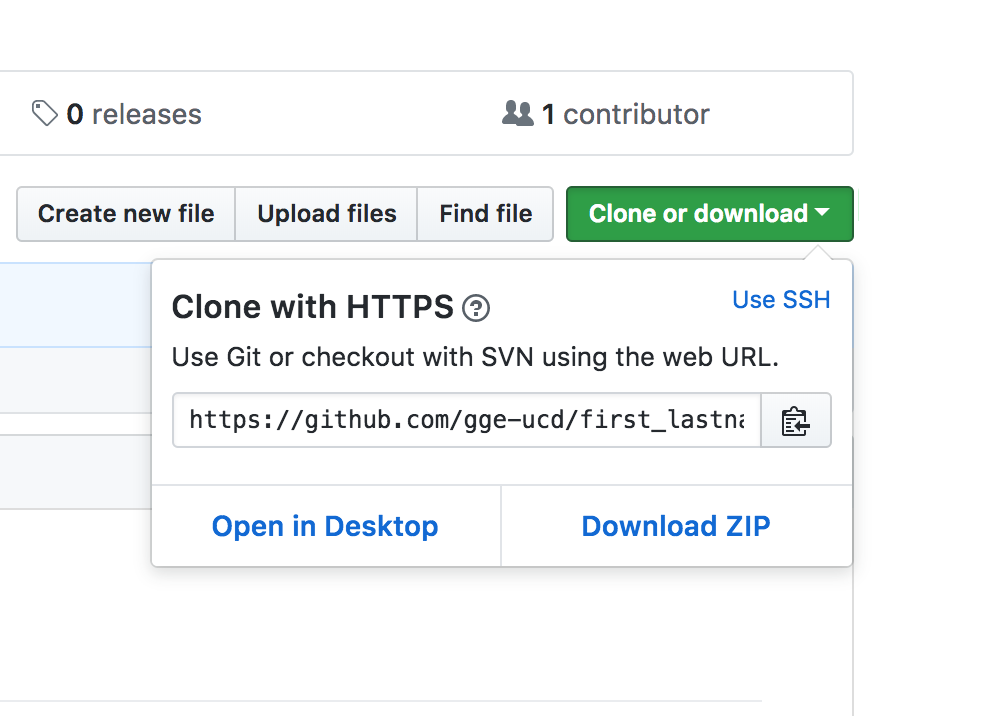 0 releases
1 contributor
Create new file
Upload files
Find file
Clone or download
Clone with HTTPS ?
Use SSH
Use Git or checkout with SVN using the web URL.
https://github.com/gge-ucd/first_lastna
Open in Desktop
Download ZIP